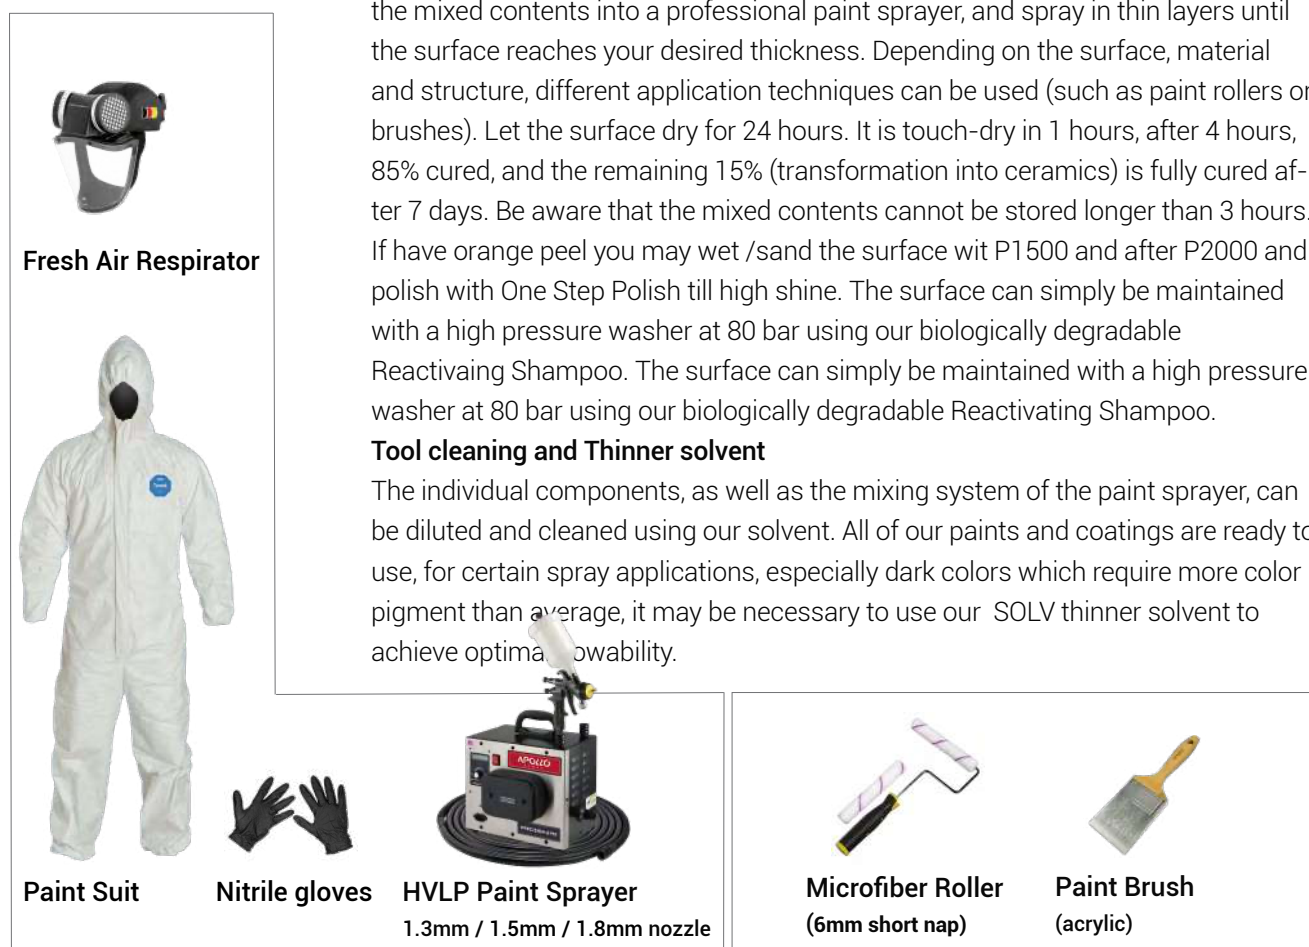 the mixed contents into a professional paint sprayer, and spray in thin layers until
the surface reaches your desired thickness. Depending on the surface, material
and structure, different application techniques can be used (such as paint rollers or
brushes). Let the surface dry for 24 hours. It is touch-dry in 1 hours, after 4 hours,
85% cured, and the remaining 15% (transformation into ceramics) is fully cured af-
ter 7 days. Be aware that the mixed contents cannot be stored longer than 3 hours.
If have orange peel you may wet /sand the surface wit P1500 and after P2000 and
polish with One Step Polish till high shine. The surface can simply be maintained
with a high pressure washer at 80 bar using our biologically degradable
Reactivaing Shampoo. The surface can simply be maintained with a high pressure
washer at 80 bar using our biologically degradable Reactivating Shampoo.
Tool cleaning and Thinner solvent
The individual components, as well as the mixing system of the paint sprayer, can
be diluted and cleaned using our solvent. All of our paints and coatings are ready to
use, for certain spray applications, especially dark colors which require more color
pigment than average, it may be necessary to use our SOLV thinner solvent to
achieve optima owability.
Fresh Air Respirator
APOLLO
Paint Suit
Nitrile gloves
HVLP Paint Sprayer
1.3mm / 1.5mm / 1.8mm nozzle
Microfiber Roller
(6mm short nap)
Paint Brush
(acrylic)